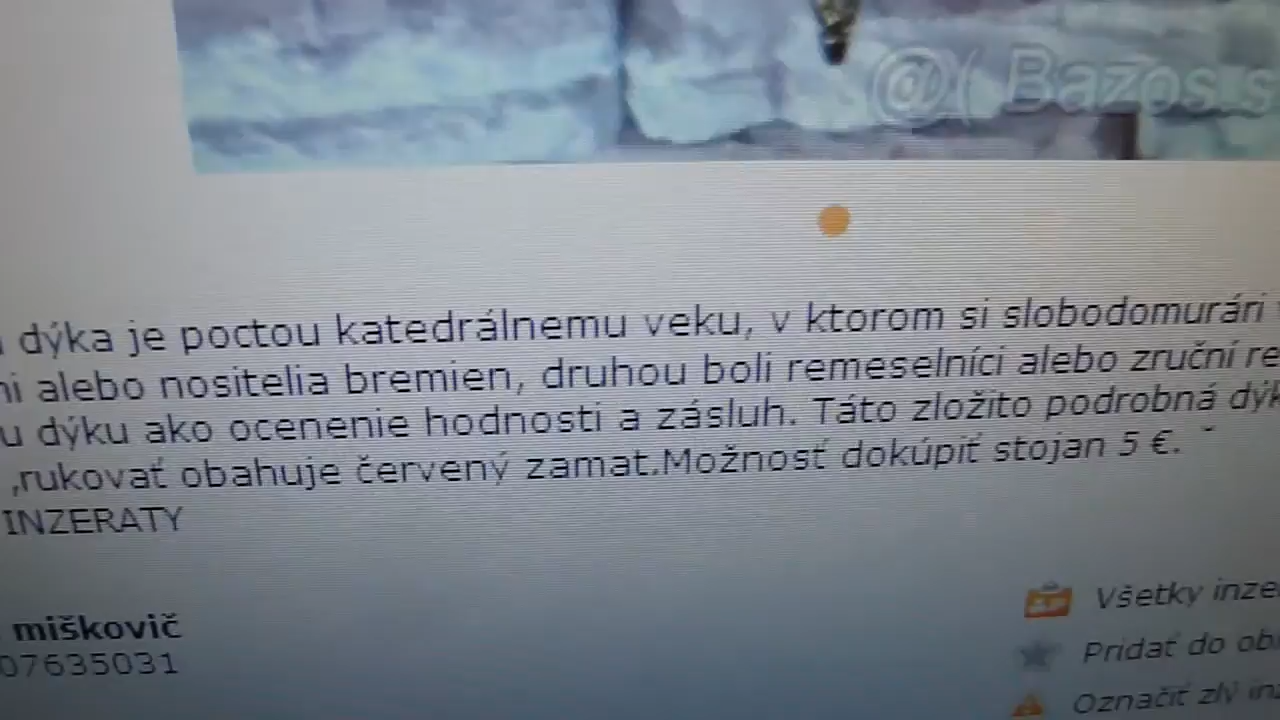 @( Bazos.s
dýka je poctou katedrálnemu veku, v ktorom si slobodomurári
ni alebo nositelia bremien, druhou boli remeselníci alebo zruční re
u dýku ako ocenenie hodnosti a zásluh. Táto zložito podrobná dýk
,rukovať obahuje červený zamat.Možnosť dokúpiť stojan 5 €. ˇ
INZERATY
miškovič
07635031
Všetky inze
Pridať do ob
Označiť zlý in